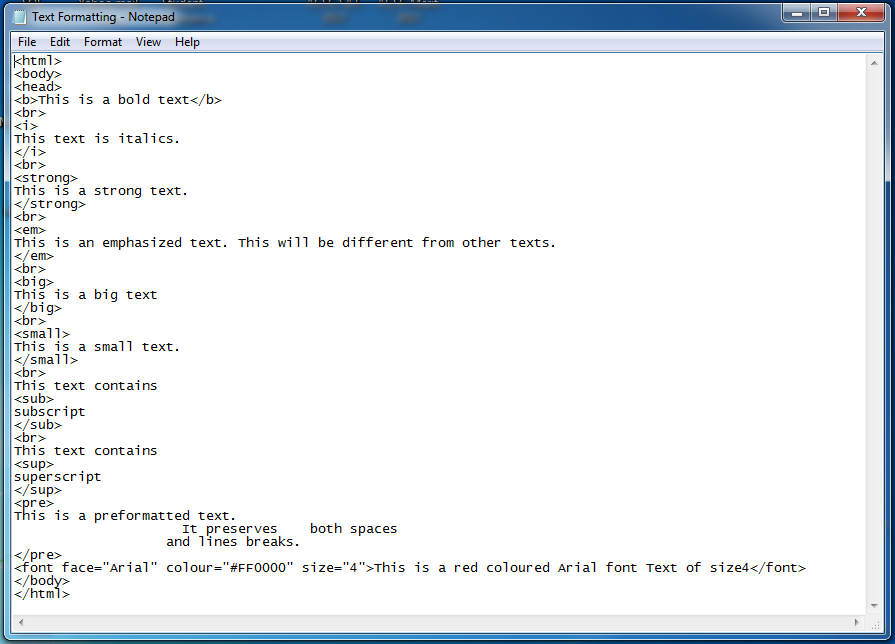 Text Formatting - Notepad
File Edit Format View Help
<html>
<body>
<head>
<b>This is a bold text</b>
<br>
<i>
This text is italics.
</i>
<br>
<strong>
This is a strong text.
</strong>
<br>
<em>
This is an emphasized text. This will be different from other texts.
</em>
<br>
<big>
This is a big text
</big>
<br>
<small>
This is a small text.
</small>
<br>
This text contains
<sub>
subscript
</sub>
<br>
This text contains
<sup>
superscript
</sup>
<pre>
This is a preformatted text.
                     It preserves    both spaces
                   and lines breaks.
</pre>
<font face="Arial" colour="#FF0000" size="4">This is a red coloured Arial font Text of size4</font>
</body>
</html>